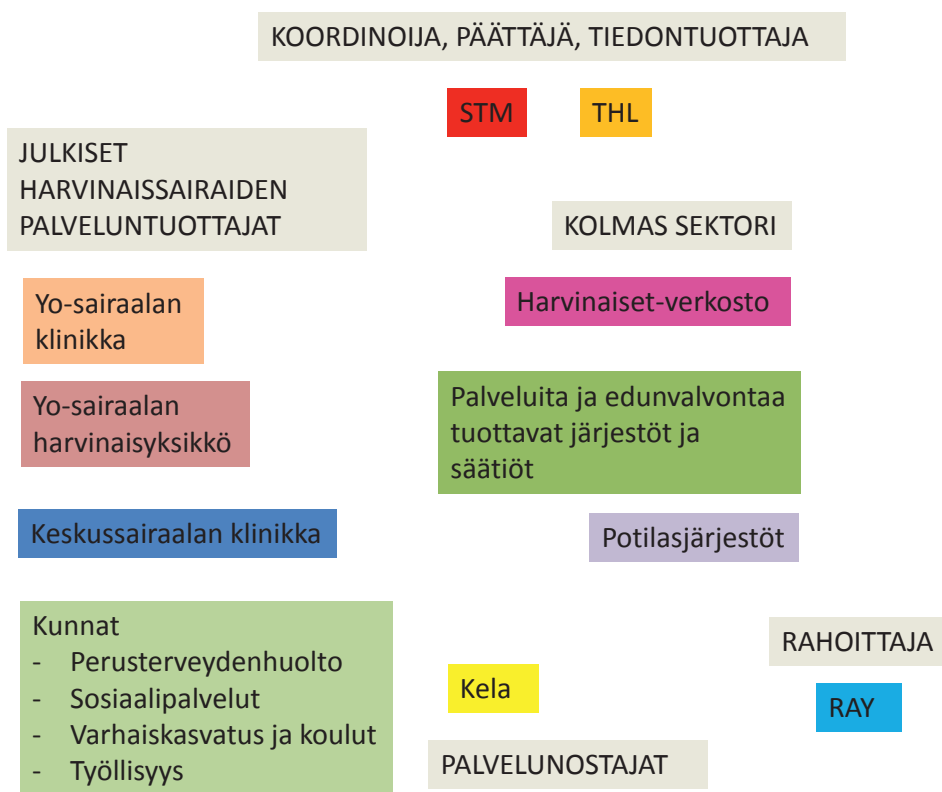 KOORDINOIJA, PÄÄTTÄJÄ, TIEDONTUOTTAJA
STM
THL
JULKISET
HARVINAISSAIRAIDEN
PALVELUNTUOTTAJAT
KOLMAS SEKTORI
Yo-sairaalan
klinikka
Harvinaiset-verkosto
Yo-sairaalan
harvinaisyksikkö
Palveluita ja edunvalvontaa
tuottavat järjestöt ja
säätiöt
Keskussairaalan klinikka
Potilasjärjestöt
Kunnat
- Perusterveydenhuolto
- Sosiaalipalvelut
- Varhaiskasvatus ja koulut
- Työllisyys
Kela
PALVELUNOSTAJAT
RAHOITTAJA
RAY